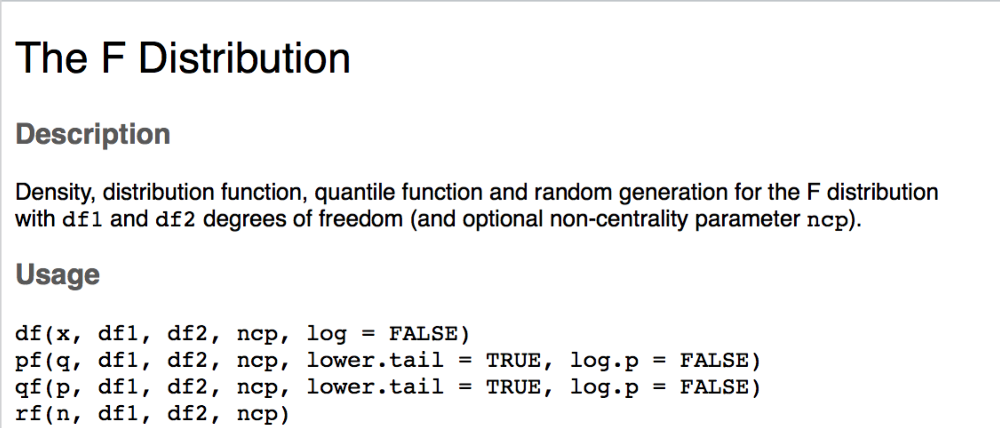 The F Distribution
Description
Density, distribution function, quantile function and random generation for the F distribution
with df1 and df2 degrees of freedom (and optional non-centrality parameter ncp).
Usage
df(x, df1, df2, ncp, log = FALSE)
pf(q, df1, df2, ncp, lower.tail = TRUE, log.p = FALSE)
qf(p, df1, df2, ncp, lower.tail = TRUE, log.p = FALSE)
rf(n, df1, df2, ncp)